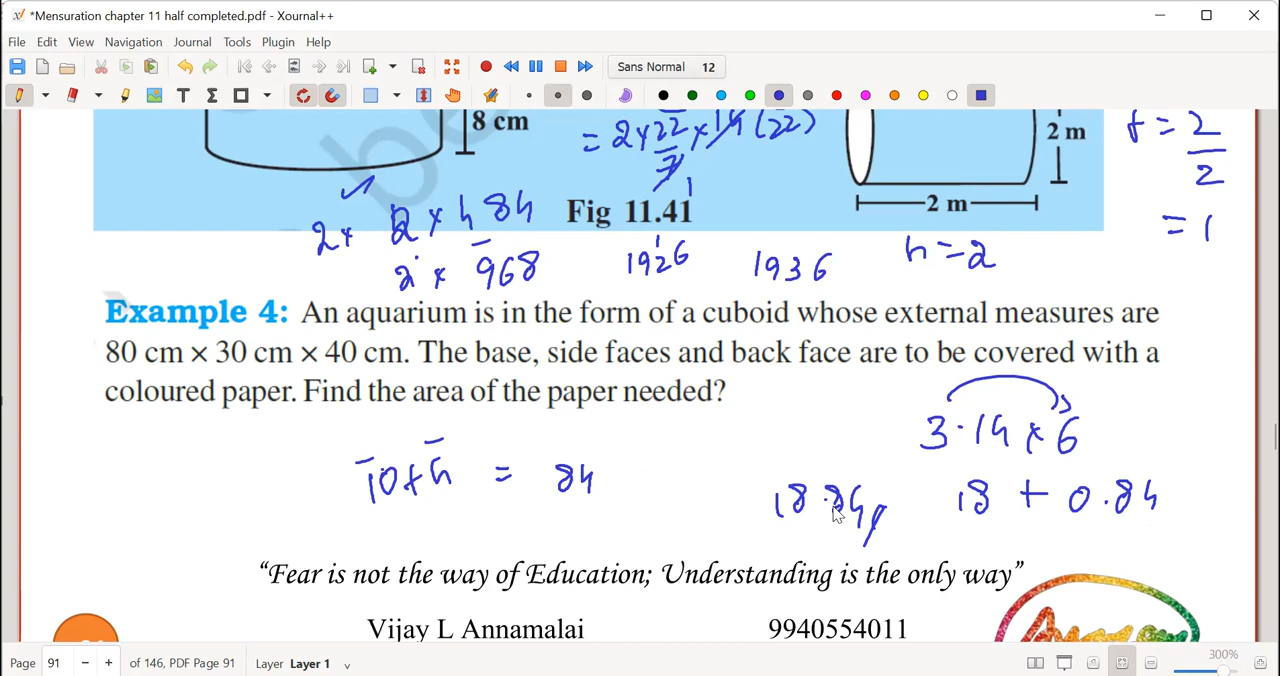 *Mensuration chapter 11 half completed.pdf - Xournal++
File Edit View Navigation Journal Tools Plugin Help
Sans Normal 12
8 cm
= 2 × 22/7 × 14 (22)
1
2 m
r = 2/2
= 1
2 × 2 × 484
Fig 11.41
2 m
2 × 968
1926
1
1936
h = 2
Example 4: An aquarium is in the form of a cuboid whose external measures are
80 cm × 30 cm × 40 cm. The base, side faces and back face are to be covered with a
coloured paper. Find the area of the paper needed?
3.14 × 6
= 84
18.84
18 + 0.84
“Fear is not the way of Education; Understanding is the only way”
Vijay L Annamalai 9940554011
Page 91 of 146, PDF Page 91 Layer Layer 1 300%